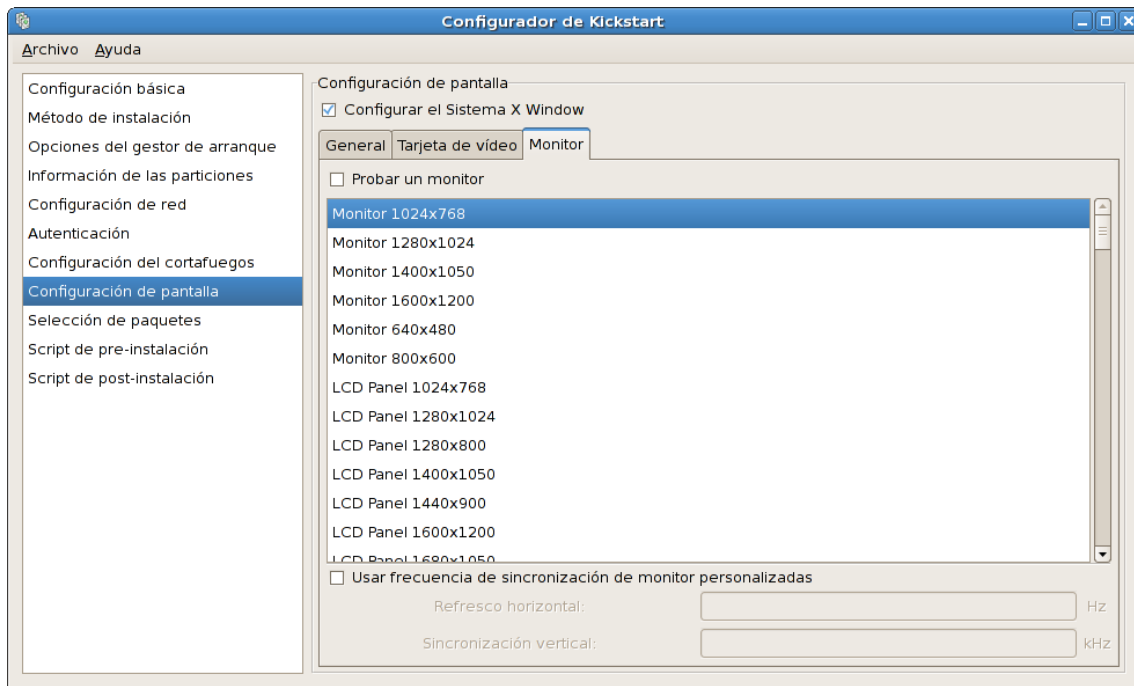 Configurador de Kickstart
Archivo Ayuda
Configuración básica
Método de instalación
Opciones del gestor de arranque
Información de las particiones
Configuración de red
Autenticación
Configuración del cortafuegos
Configuración de pantalla
Selección de paquetes
Script de pre-instalación
Script de post-instalación
Configuración de pantalla
Configurar el Sistema X Window
General Tarjeta de vídeo Monitor
Probar un monitor
Monitor 1024x768
Monitor 1280x1024
Monitor 1400x1050
Monitor 1600x1200
Monitor 640x480
Monitor 800x600
LCD Panel 1024x768
LCD Panel 1280x1024
LCD Panel 1280x800
LCD Panel 1400x1050
LCD Panel 1440x900
LCD Panel 1600x1200
LCD Panel 1680x1050
Usar frecuencia de sincronización de monitor personalizadas
Refresco horizontal: Hz
Sincronización vertical: kHz